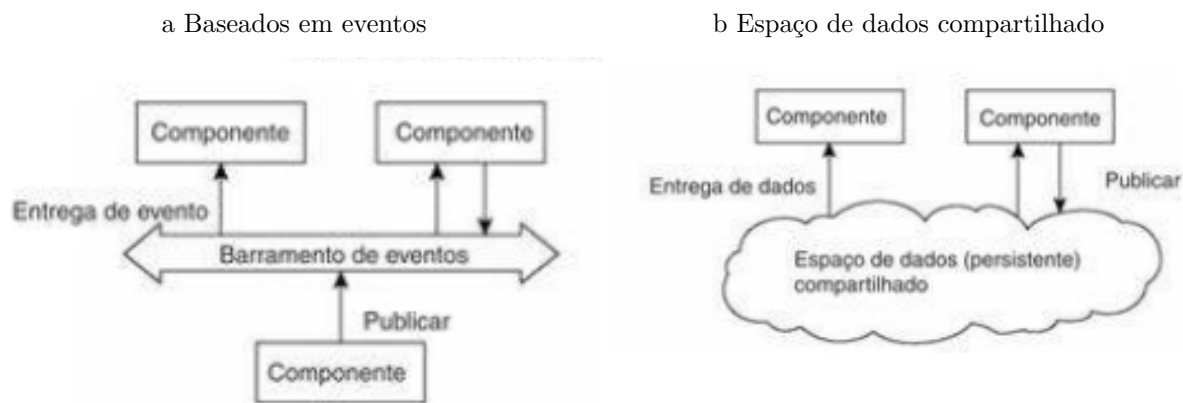 a Baseados em eventos
Componente
Componente
Entrega de evento
Barramento de eventos
Publicar
Componente
b Espaço de dados compartilhado
Componente
Componente
Entrega de dados
Publicar
Espaço de dados (persistente)
compartilhado